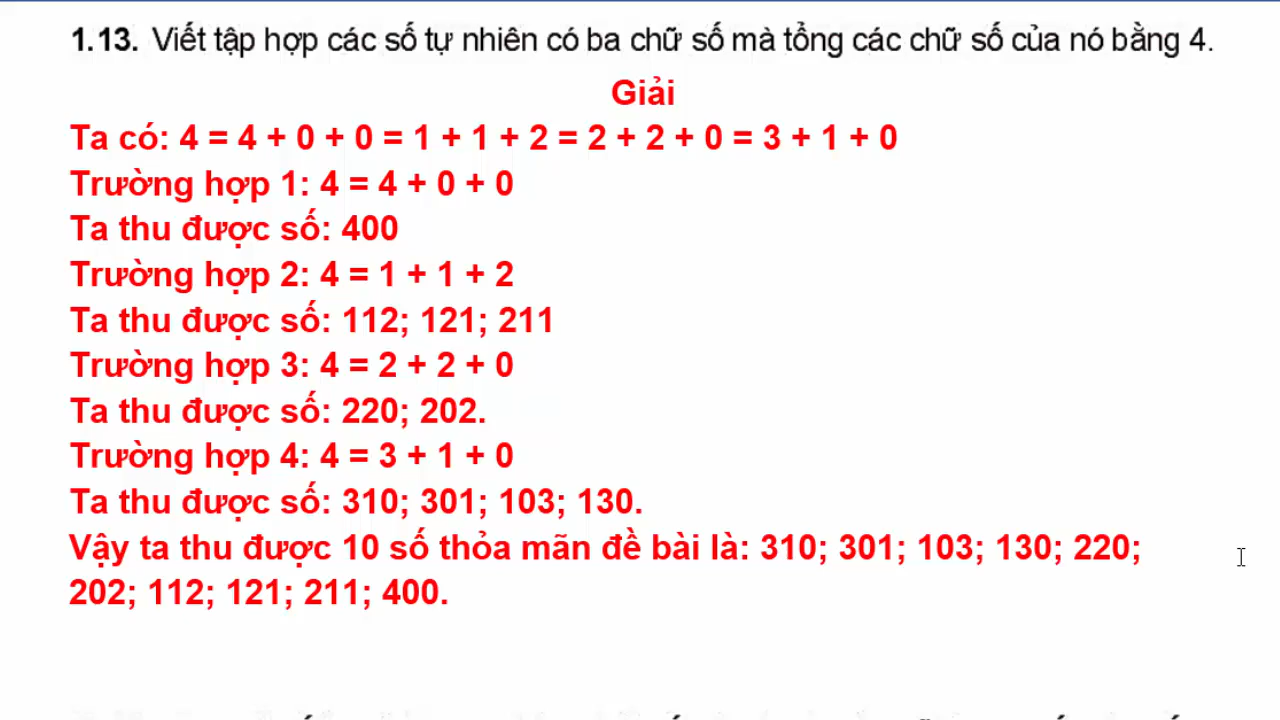 1.13. Viết tập hợp các số tự nhiên có ba chữ số mà tổng các chữ số của nó bằng 4.
Giải
Ta có: 4 = 4 + 0 + 0 = 1 + 1 + 2 = 2 + 2 + 0 = 3 + 1 + 0
Trường hợp 1: 4 = 4 + 0 + 0
Ta thu được số: 400
Trường hợp 2: 4 = 1 + 1 + 2
Ta thu được số: 112; 121; 211
Trường hợp 3: 4 = 2 + 2 + 0
Ta thu được số: 220; 202.
Trường hợp 4: 4 = 3 + 1 + 0
Ta thu được số: 310; 301; 103; 130.
Vậy ta thu được 10 số thỏa mãn đề bài là: 310; 301; 103; 130; 220;
202; 112; 121; 211; 400.